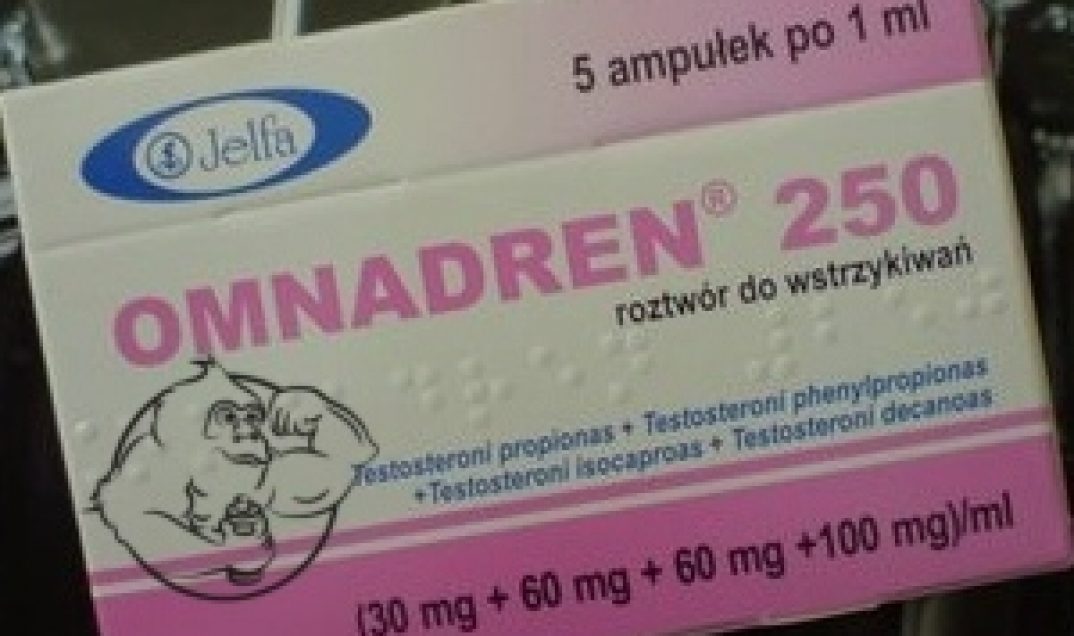 5 ampułek po 1 ml
Jelfa
OMNADREN® 250
roztwór do wstrzykiwań
Testosteroni propionas + Testosteroni phenylpropionas
+Testosteroni isocaproas + Testosteroni decanoas
(30 mg + 60 mg + 60 mg +100 mg)/ml